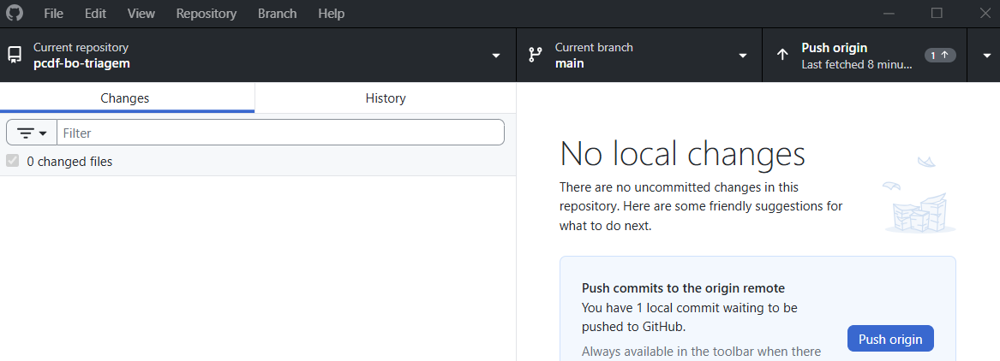 File Edit View Repository Branch Help
Current repository
pcdf-bo-triagem
Current branch
main
Push origin
Last fetched 8 minu...
1
Changes
History
Filter
0 changed files
No local changes
There are no uncommitted changes in this
repository. Here are some friendly suggestions for
what to do next.
Push commits to the origin remote
You have 1 local commit waiting to be
pushed to GitHub.
Always available in the toolbar when there
Push origin